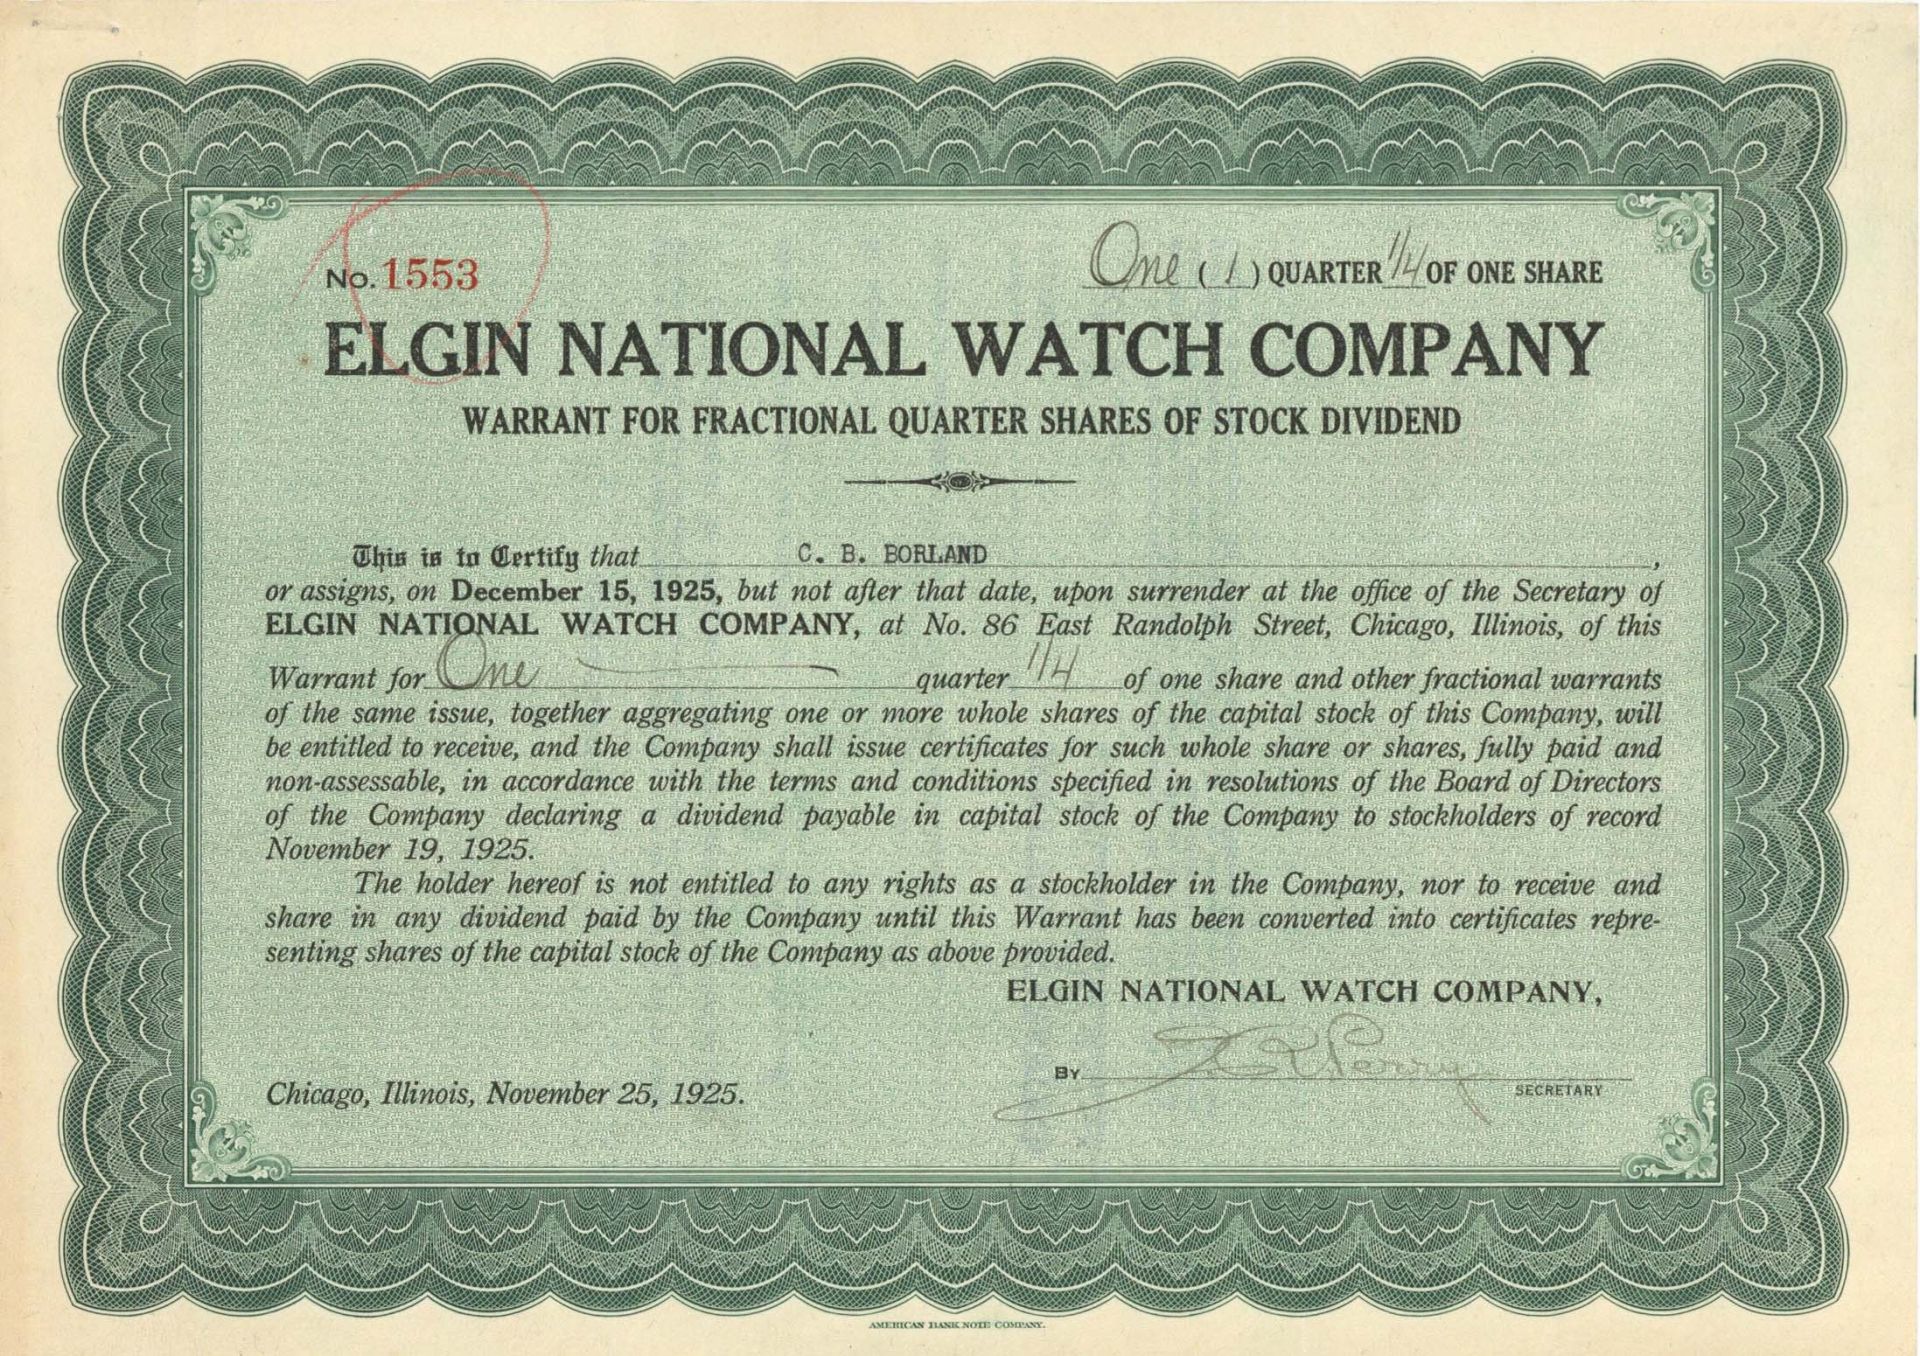 No. 1553
One (1) QUARTER 1/4 OF ONE SHARE
ELGIN NATIONAL WATCH COMPANY
WARRANT FOR FRACTIONAL QUARTER SHARES OF STOCK DIVIDEND
This is to Certify that C. B. BORLAND,
or assigns, on December 15, 1925, but not after that date, upon surrender at the office of the Secretary of
ELGIN NATIONAL WATCH COMPANY, at No. 86 East Randolph Street, Chicago, Illinois, of this
Warrant for One quarter 1/4 of one share and other fractional warrants
of the same issue, together aggregating one or more whole shares of the capital stock of this Company, will
be entitled to receive, and the Company shall issue certificates for such whole share or shares, fully paid and
non-assessable, in accordance with the terms and conditions specified in resolutions of the Board of Directors
of the Company declaring a dividend payable in capital stock of the Company to stockholders of record
November 19, 1925.
The holder hereof is not entitled to any rights as a stockholder in the Company, nor to receive and
share in any dividend paid by the Company until this Warrant has been converted into certificates repre-
senting shares of the capital stock of the Company as above provided.
ELGIN NATIONAL WATCH COMPANY,
BY Perry
SECRETARY
Chicago, Illinois, November 25, 1925.
AMERICAN BANK NOTE COMPANY.